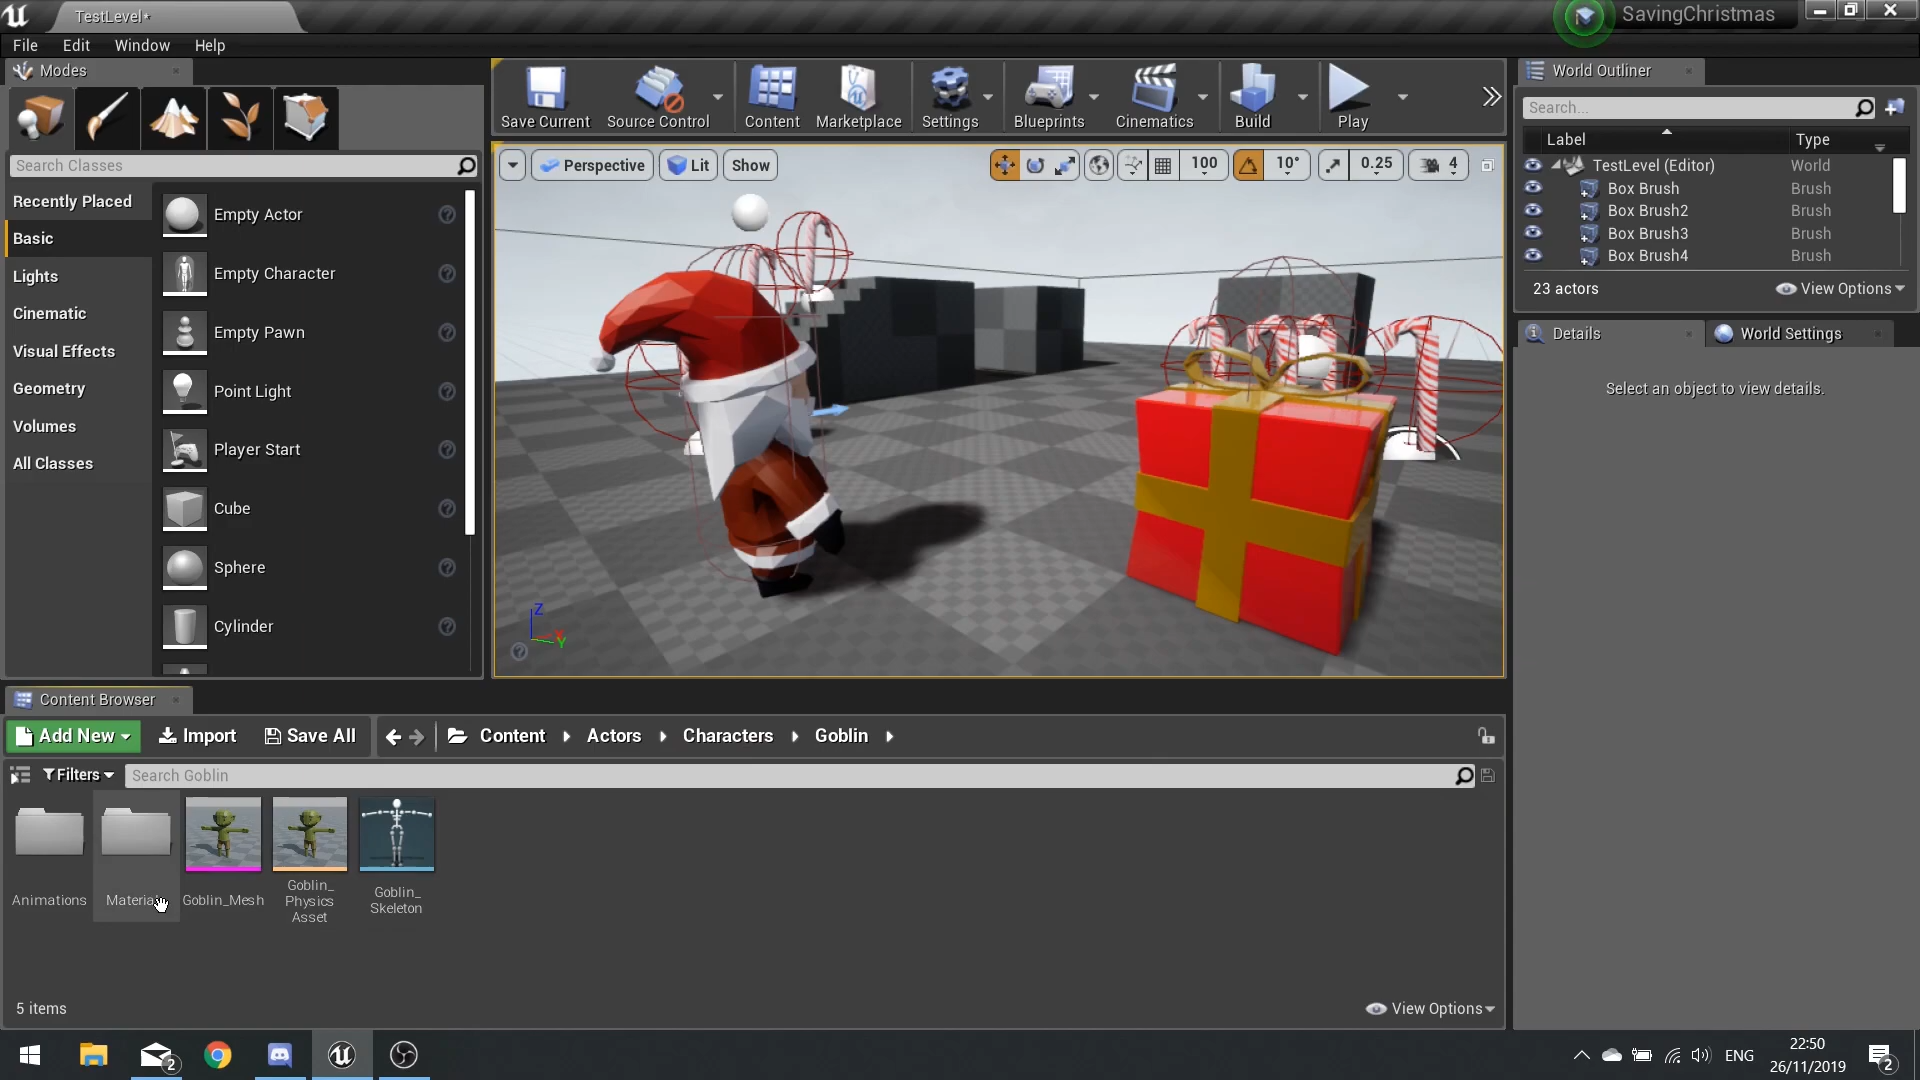 TestLevel*
SavingChristmas
File Edit Window Help
Modes
Search Classes
Recently Placed
Basic
Lights
Cinematic
Visual Effects
Geometry
Volumes
All Classes
Empty Actor
Empty Character
Empty Pawn
Point Light
Player Start
Cube
Sphere
Cylinder
Save Current Source Control Content Marketplace Settings Blueprints Cinematics Build Play
Perspective Lit Show 100 10° 0.25 4
Z
Y
World Outliner
Search...
Label Type
TestLevel (Editor) World
Box Brush Brush
Box Brush2 Brush
Box Brush3 Brush
Box Brush4 Brush
23 actors View Options
Details World Settings
Select an object to view details.
Content Browser
Add New Import Save All Content Actors Characters Goblin
Filters Search Goblin
Animations
Goblin_Mesh
Goblin_
Physics
Asset
Goblin_
Skeleton
5 items View Options
2
ENG
22:50
26/11/2019
2